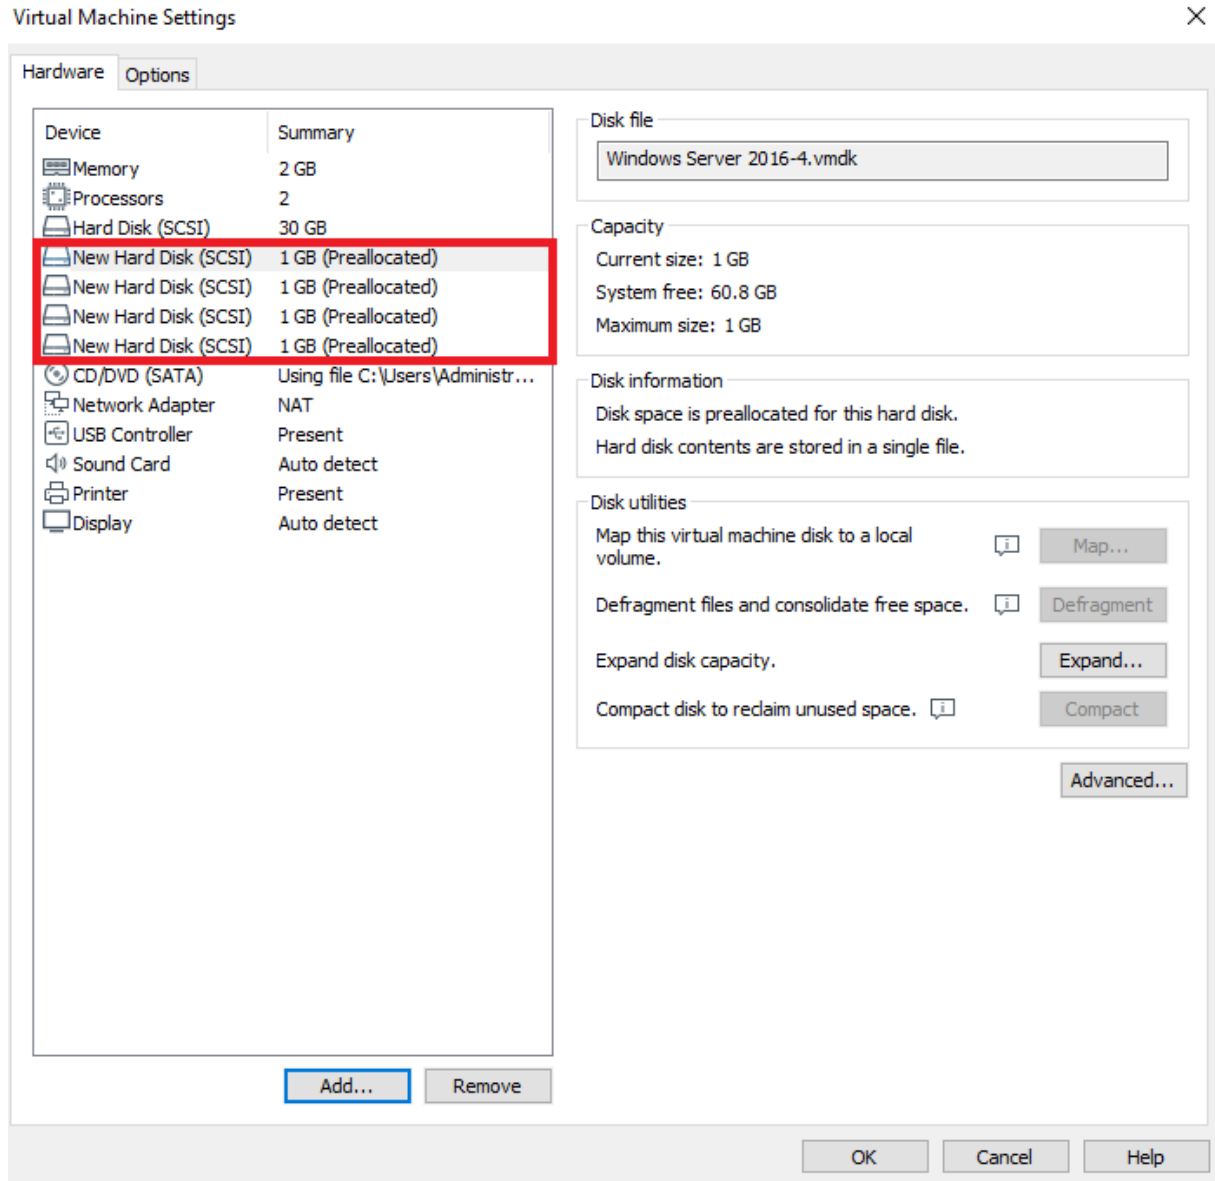 Virtual Machine Settings
Hardware Options
Device Summary
Memory 2 GB
Processors 2
Hard Disk (SCSI) 30 GB
New Hard Disk (SCSI) 1 GB (Preallocated)
New Hard Disk (SCSI) 1 GB (Preallocated)
New Hard Disk (SCSI) 1 GB (Preallocated)
New Hard Disk (SCSI) 1 GB (Preallocated)
CD/DVD (SATA) Using file C:\Users\Administr...
Network Adapter NAT
USB Controller Present
Sound Card Auto detect
Printer Present
Display Auto detect
Add... Remove
Disk file
Windows Server 2016-4.vmdk
Capacity
Current size: 1 GB
System free: 60.8 GB
Maximum size: 1 GB
Disk information
Disk space is preallocated for this hard disk.
Hard disk contents are stored in a single file.
Disk utilities
Map this virtual machine disk to a local
volume.
Map...
Defragment files and consolidate free space. Defragment
Expand disk capacity. Expand...
Compact disk to reclaim unused space. Compact
Advanced...
OK Cancel Help